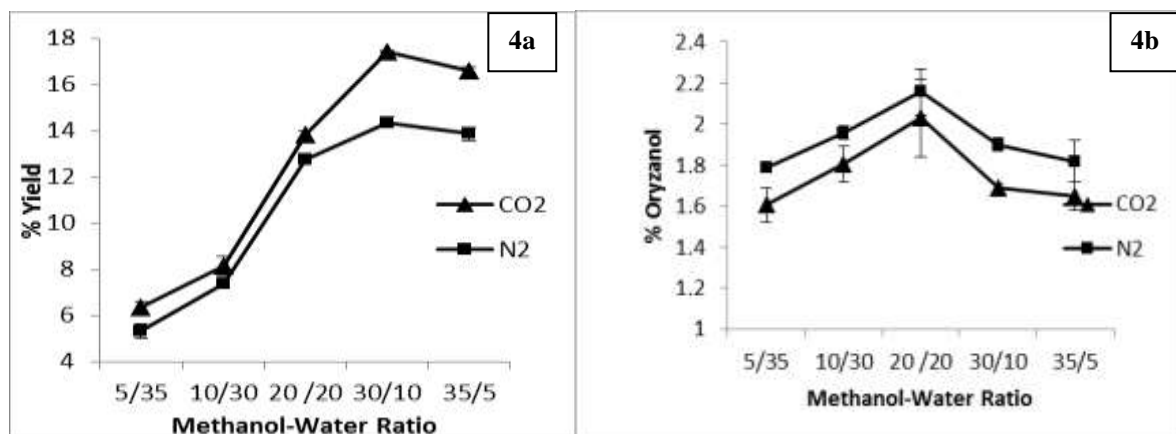 4a
% Yield
18
16
14
12
10
8
6
4
CO2
N2
5/35 10/30 20 /20 30/10 35/5
Methanol-Water Ratio
4b
% Oryzanol
2.4
2.2
2
1.8
1.6
1.4
1.2
1
CO2
N2
5/35 10/30 20 /20 30/10 35/5
Methanol-Water Ratio